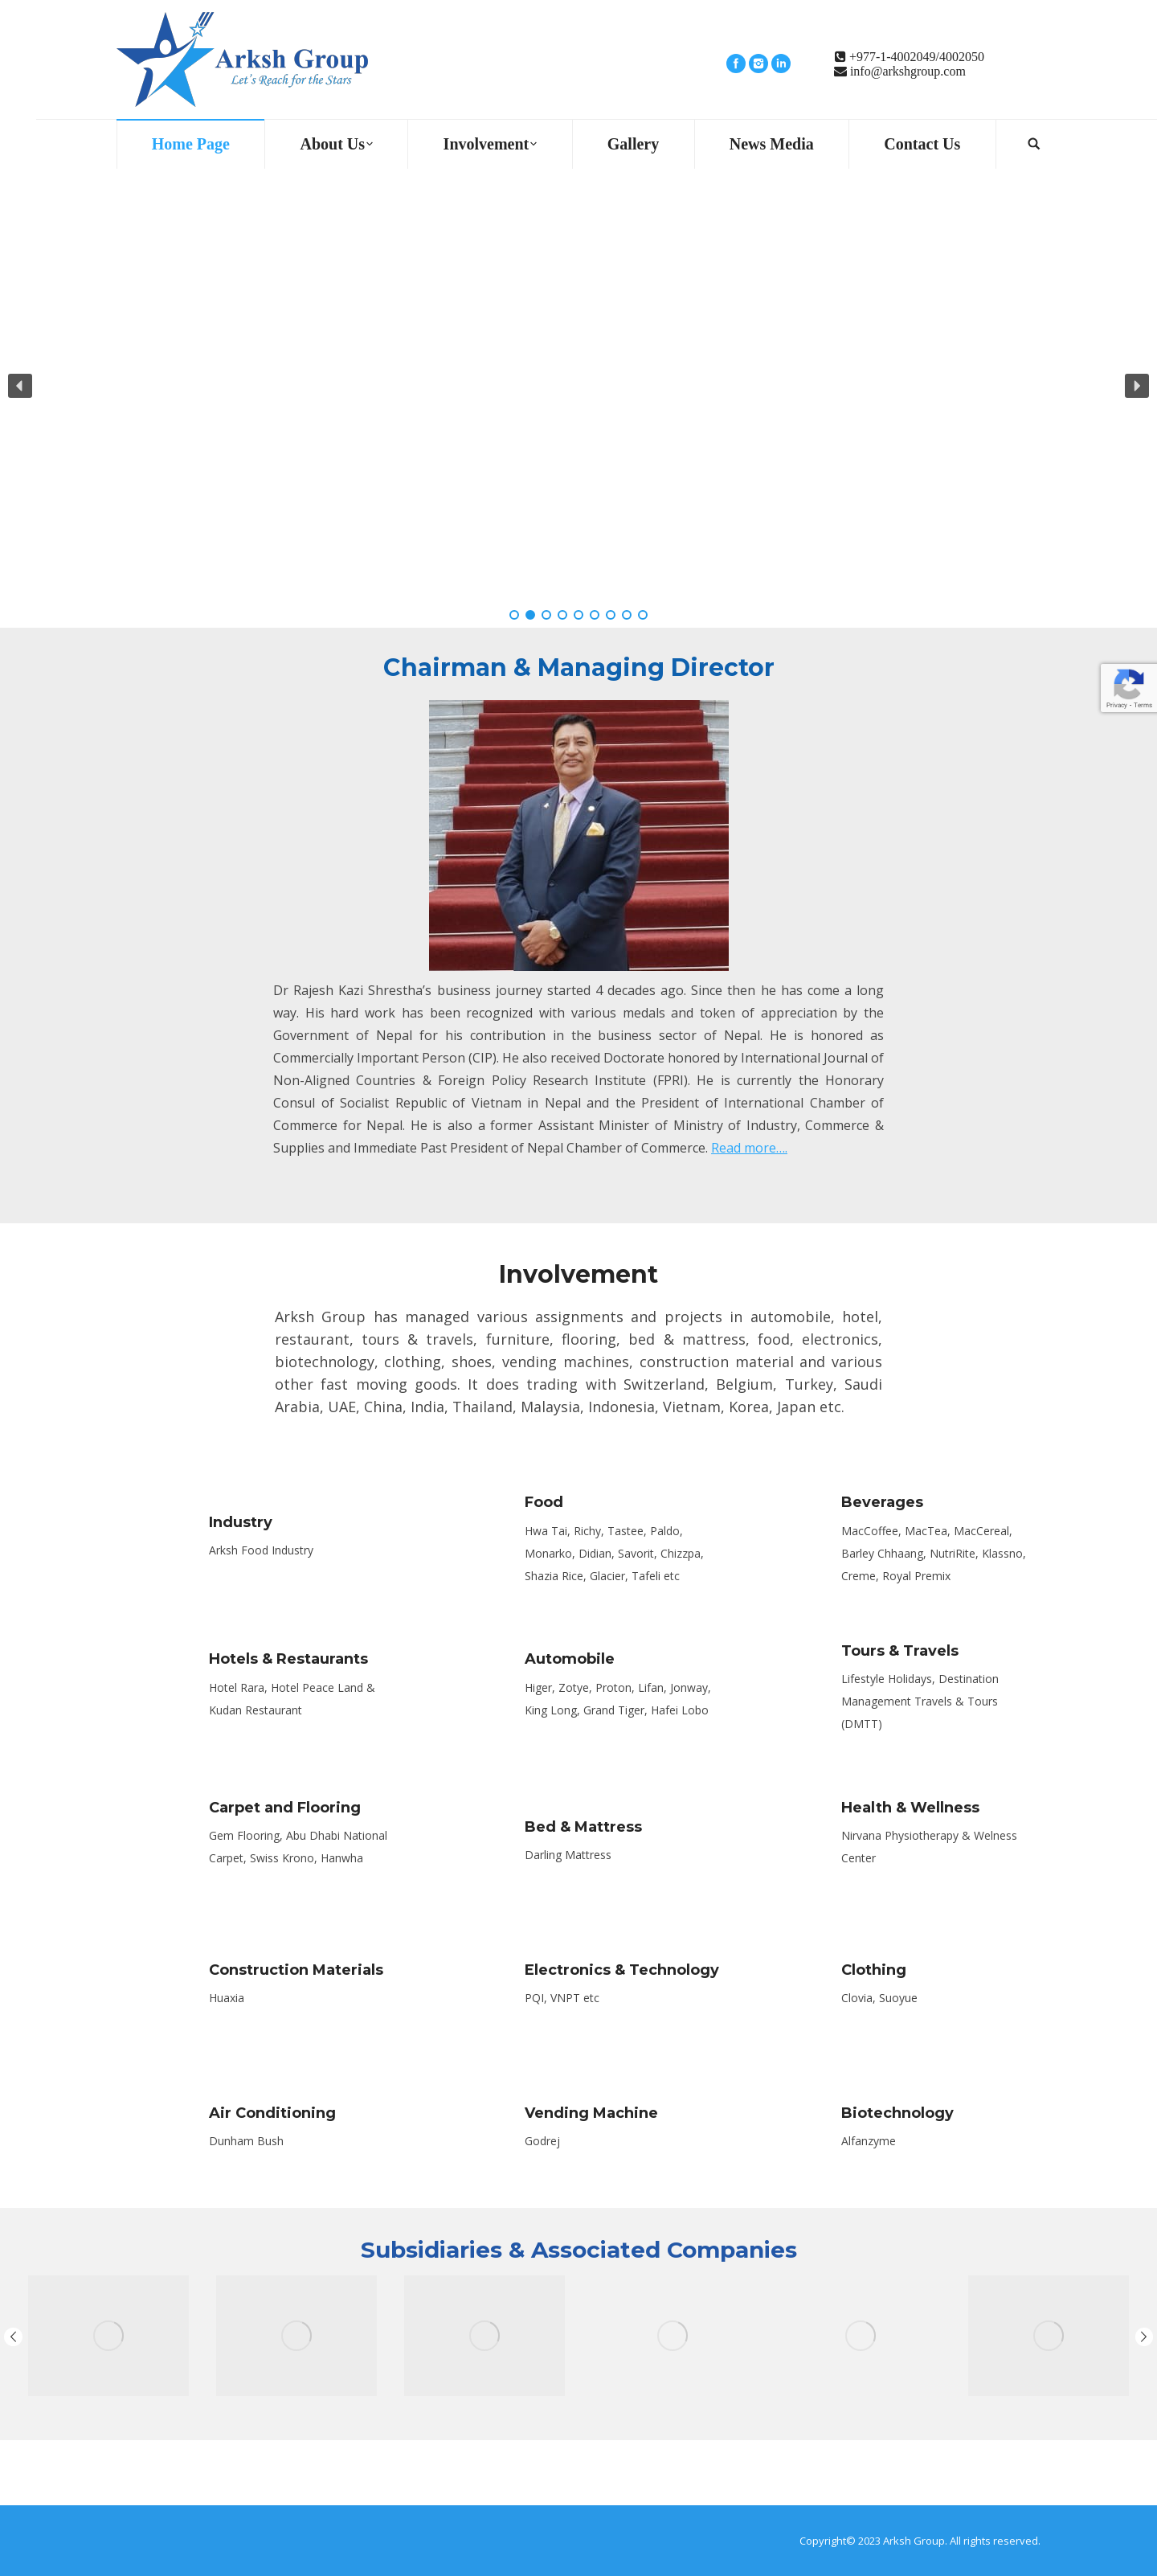 Arksh Group
Let's Reach for the Stars
+977-1-4002049/4002050
info@arkshgroup.com
Home Page
About Us
Involvement
Gallery
News Media
Contact Us
Chairman & Managing Director
Privacy - Terms
Dr Rajesh Kazi Shrestha’s business journey started 4 decades ago. Since then he has come a long
way. His hard work has been recognized with various medals and token of appreciation by the
Government of Nepal for his contribution in the business sector of Nepal. He is honored as
Commercially Important Person (CIP). He also received Doctorate honored by International Journal of
Non-Aligned Countries & Foreign Policy Research Institute (FPRI). He is currently the Honorary
Consul of Socialist Republic of Vietnam in Nepal and the President of International Chamber of
Commerce for Nepal. He is also a former Assistant Minister of Ministry of Industry, Commerce &
Supplies and Immediate Past President of Nepal Chamber of Commerce. Read more....
Involvement
Arksh Group has managed various assignments and projects in automobile, hotel,
restaurant, tours & travels, furniture, flooring, bed & mattress, food, electronics,
biotechnology, clothing, shoes, vending machines, construction material and various
other fast moving goods. It does trading with Switzerland, Belgium, Turkey, Saudi
Arabia, UAE, China, India, Thailand, Malaysia, Indonesia, Vietnam, Korea, Japan etc.
Industry
Arksh Food Industry
Food
Hwa Tai, Richy, Tastee, Paldo,
Monarko, Didian, Savorit, Chizzpa,
Shazia Rice, Glacier, Tafeli etc
Beverages
MacCoffee, MacTea, MacCereal,
Barley Chhaang, NutriRite, Klassno,
Creme, Royal Premix
Hotels & Restaurants
Hotel Rara, Hotel Peace Land &
Kudan Restaurant
Automobile
Higer, Zotye, Proton, Lifan, Jonway,
King Long, Grand Tiger, Hafei Lobo
Tours & Travels
Lifestyle Holidays, Destination
Management Travels & Tours
(DMTT)
Carpet and Flooring
Gem Flooring, Abu Dhabi National
Carpet, Swiss Krono, Hanwha
Bed & Mattress
Darling Mattress
Health & Wellness
Nirvana Physiotherapy & Welness
Center
Construction Materials
Huaxia
Electronics & Technology
PQI, VNPT etc
Clothing
Clovia, Suoyue
Air Conditioning
Dunham Bush
Vending Machine
Godrej
Biotechnology
Alfanzyme
Subsidiaries & Associated Companies
Copyright© 2023 Arksh Group. All rights reserved.